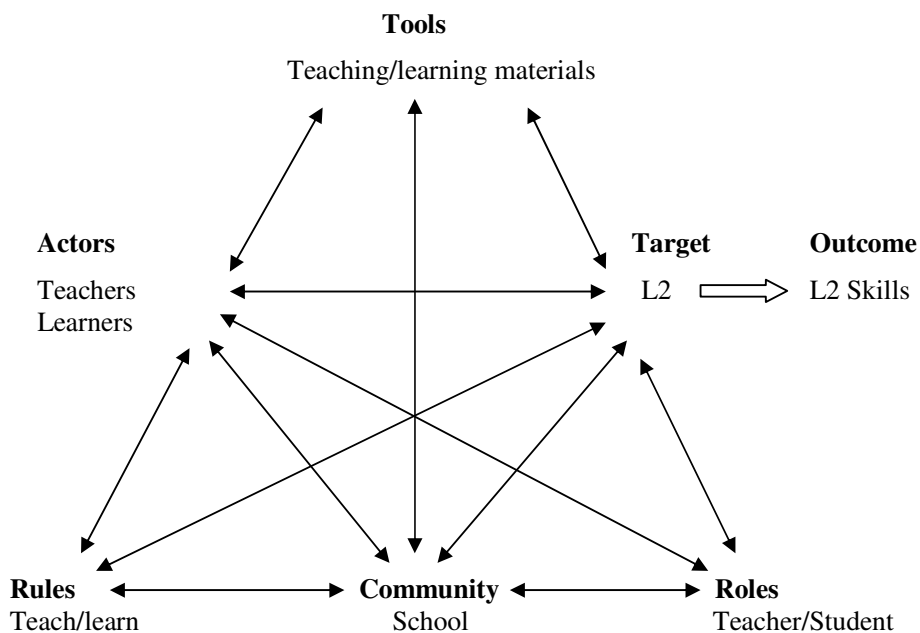 Tools
Teaching/learning materials
Actors
Teachers
Learners
Target
L2
Outcome
L2 Skills
Rules
Teach/learn
Community
School
Roles
Teacher/Student